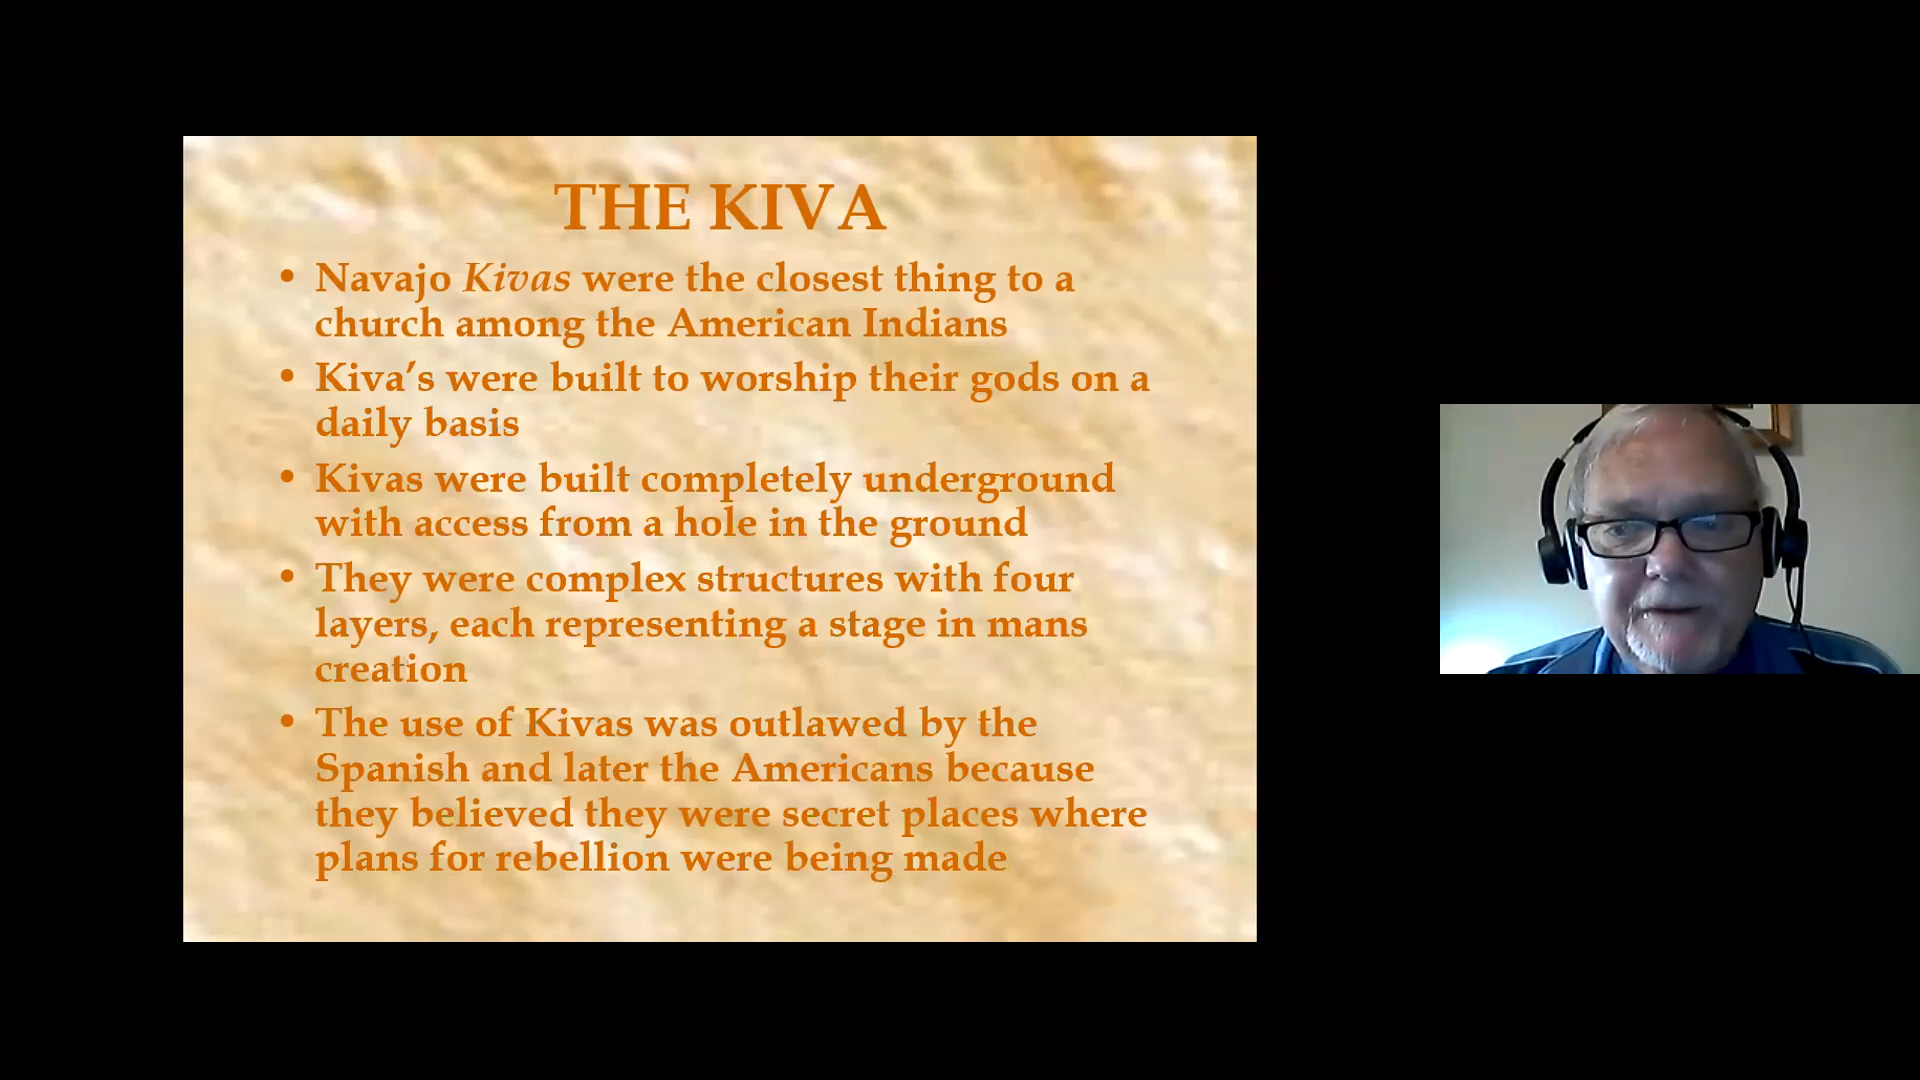 THE KIVA
• Navajo Kivas were the closest thing to a
church among the American Indians
• Kiva’s were built to worship their gods on a
daily basis
• Kivas were built completely underground
with access from a hole in the ground
• They were complex structures with four
layers, each representing a stage in mans
creation
• The use of Kivas was outlawed by the
Spanish and later the Americans because
they believed they were secret places where
plans for rebellion were being made